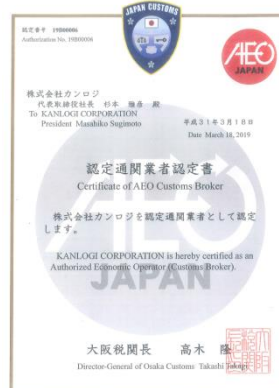 JAPAN CUSTOMS
認定番号 19B00006
Authorization No. 19B00006
AEO
JAPAN
株式会社カンロジ
代表取締役社長 杉本 雅彦 殿
To KANLOGI CORPORATION
President Masahiko Sugimoto
平成31年3月18日
Date March 18, 2019
認定通関業者認定書
Certificate of AEO Customs Broker
株式会社カンロジを認定通関業者として認定
します。
KANLOGI CORPORATION is hereby certified as an
Authorized Economic Operator (Customs Broker).
AEO
JAPAN
大阪税関長 高木 隆
Director-General of Osaka Customs Takashi Takagi